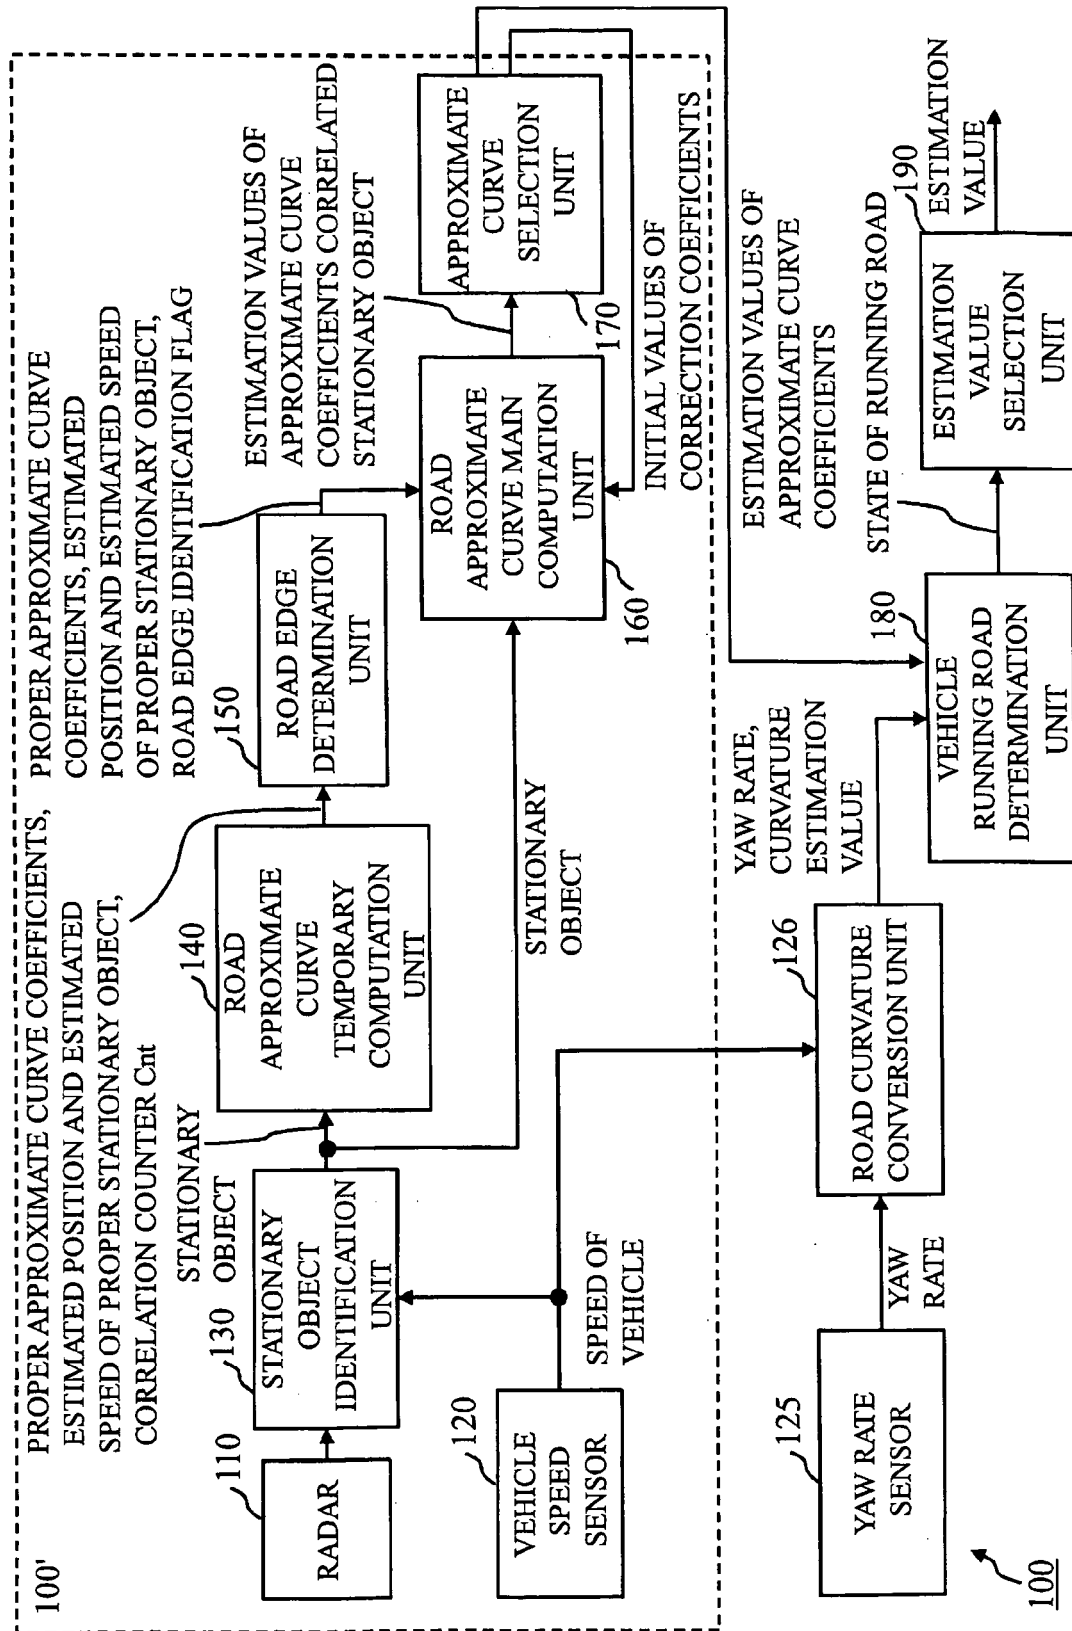 100'
PROPER APPROXIMATE CURVE COEFFICIENTS,
ESTIMATED POSITION AND ESTIMATED
SPEED OF PROPER STATIONARY OBJECT,
CORRELATION COUNTER Cnt
PROPER APPROXIMATE CURVE
COEFFICIENTS, ESTIMATED
POSITION AND ESTIMATED SPEED
OF PROPER STATIONARY OBJECT,
ROAD EDGE IDENTIFICATION FLAG
110
RADAR
130
STATIONARY
OBJECT
IDENTIFICATION
UNIT
STATIONARY
OBJECT
140
ROAD
APPROXIMATE
CURVE
TEMPORARY
COMPUTATION
UNIT
150
ROAD EDGE
DETERMINATION
UNIT
ESTIMATION VALUES OF
APPROXIMATE CURVE
COEFFICIENTS CORRELATED
STATIONARY OBJECT
ROAD
APPROXIMATE
CURVE MAIN
COMPUTATION
UNIT
160
APPROXIMATE
CURVE
SELECTION
UNIT
170
INITIAL VALUES OF
CORRECTION COEFFICIENTS
STATIONARY
OBJECT
120
VEHICLE
SPEED
SENSOR
SPEED OF
VEHICLE
125
YAW RATE
SENSOR
YAW
RATE
126
ROAD CURVATURE
CONVERSION UNIT
YAW RATE,
CURVATURE
ESTIMATION
VALUE
ESTIMATION VALUES OF
APPROXIMATE CURVE
COEFFICIENTS
180
VEHICLE
RUNNING ROAD
DETERMINATION
UNIT
STATE OF RUNNING ROAD
190
ESTIMATION
VALUE
SELECTION
UNIT
ESTIMATION
VALUE
100